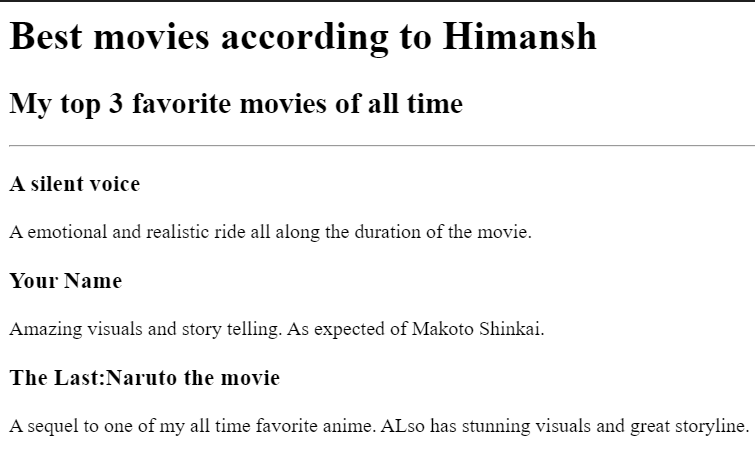 Best movies according to Himansh
My top 3 favorite movies of all time
A silent voice
A emotional and realistic ride all along the duration of the movie.
Your Name
Amazing visuals and story telling. As expected of Makoto Shinkai.
The Last:Naruto the movie
A sequel to one of my all time favorite anime. ALso has stunning visuals and great storyline.